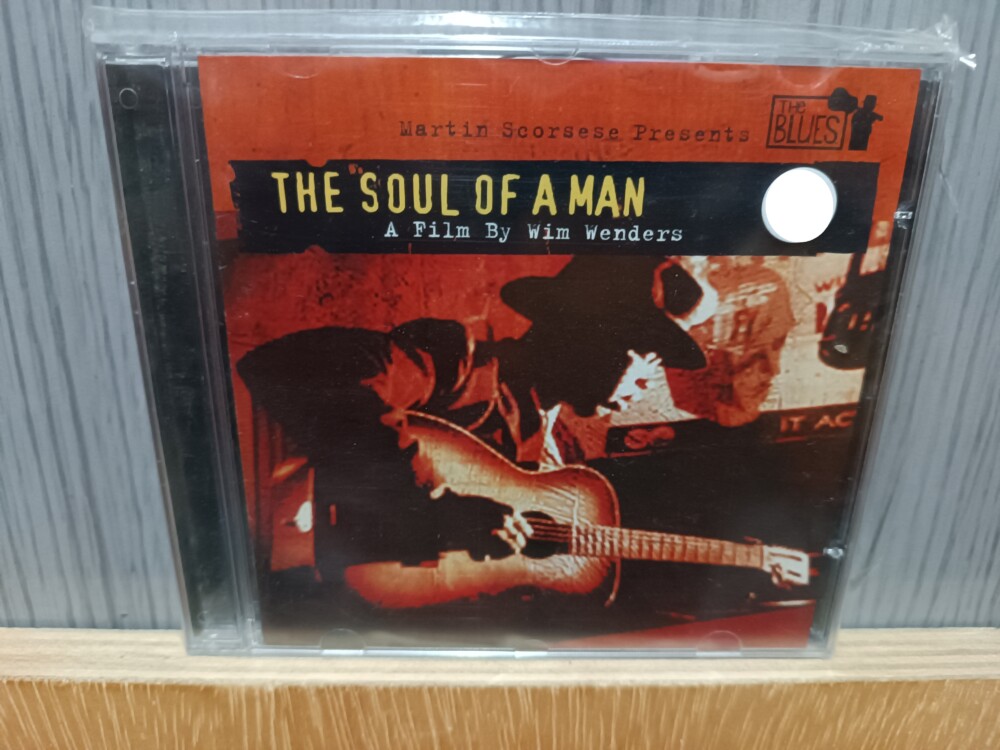 Martin Scorsese Presents
THE
BLUES
THE SOUL OF A MAN
A Film By Wim Wenders
IT AC